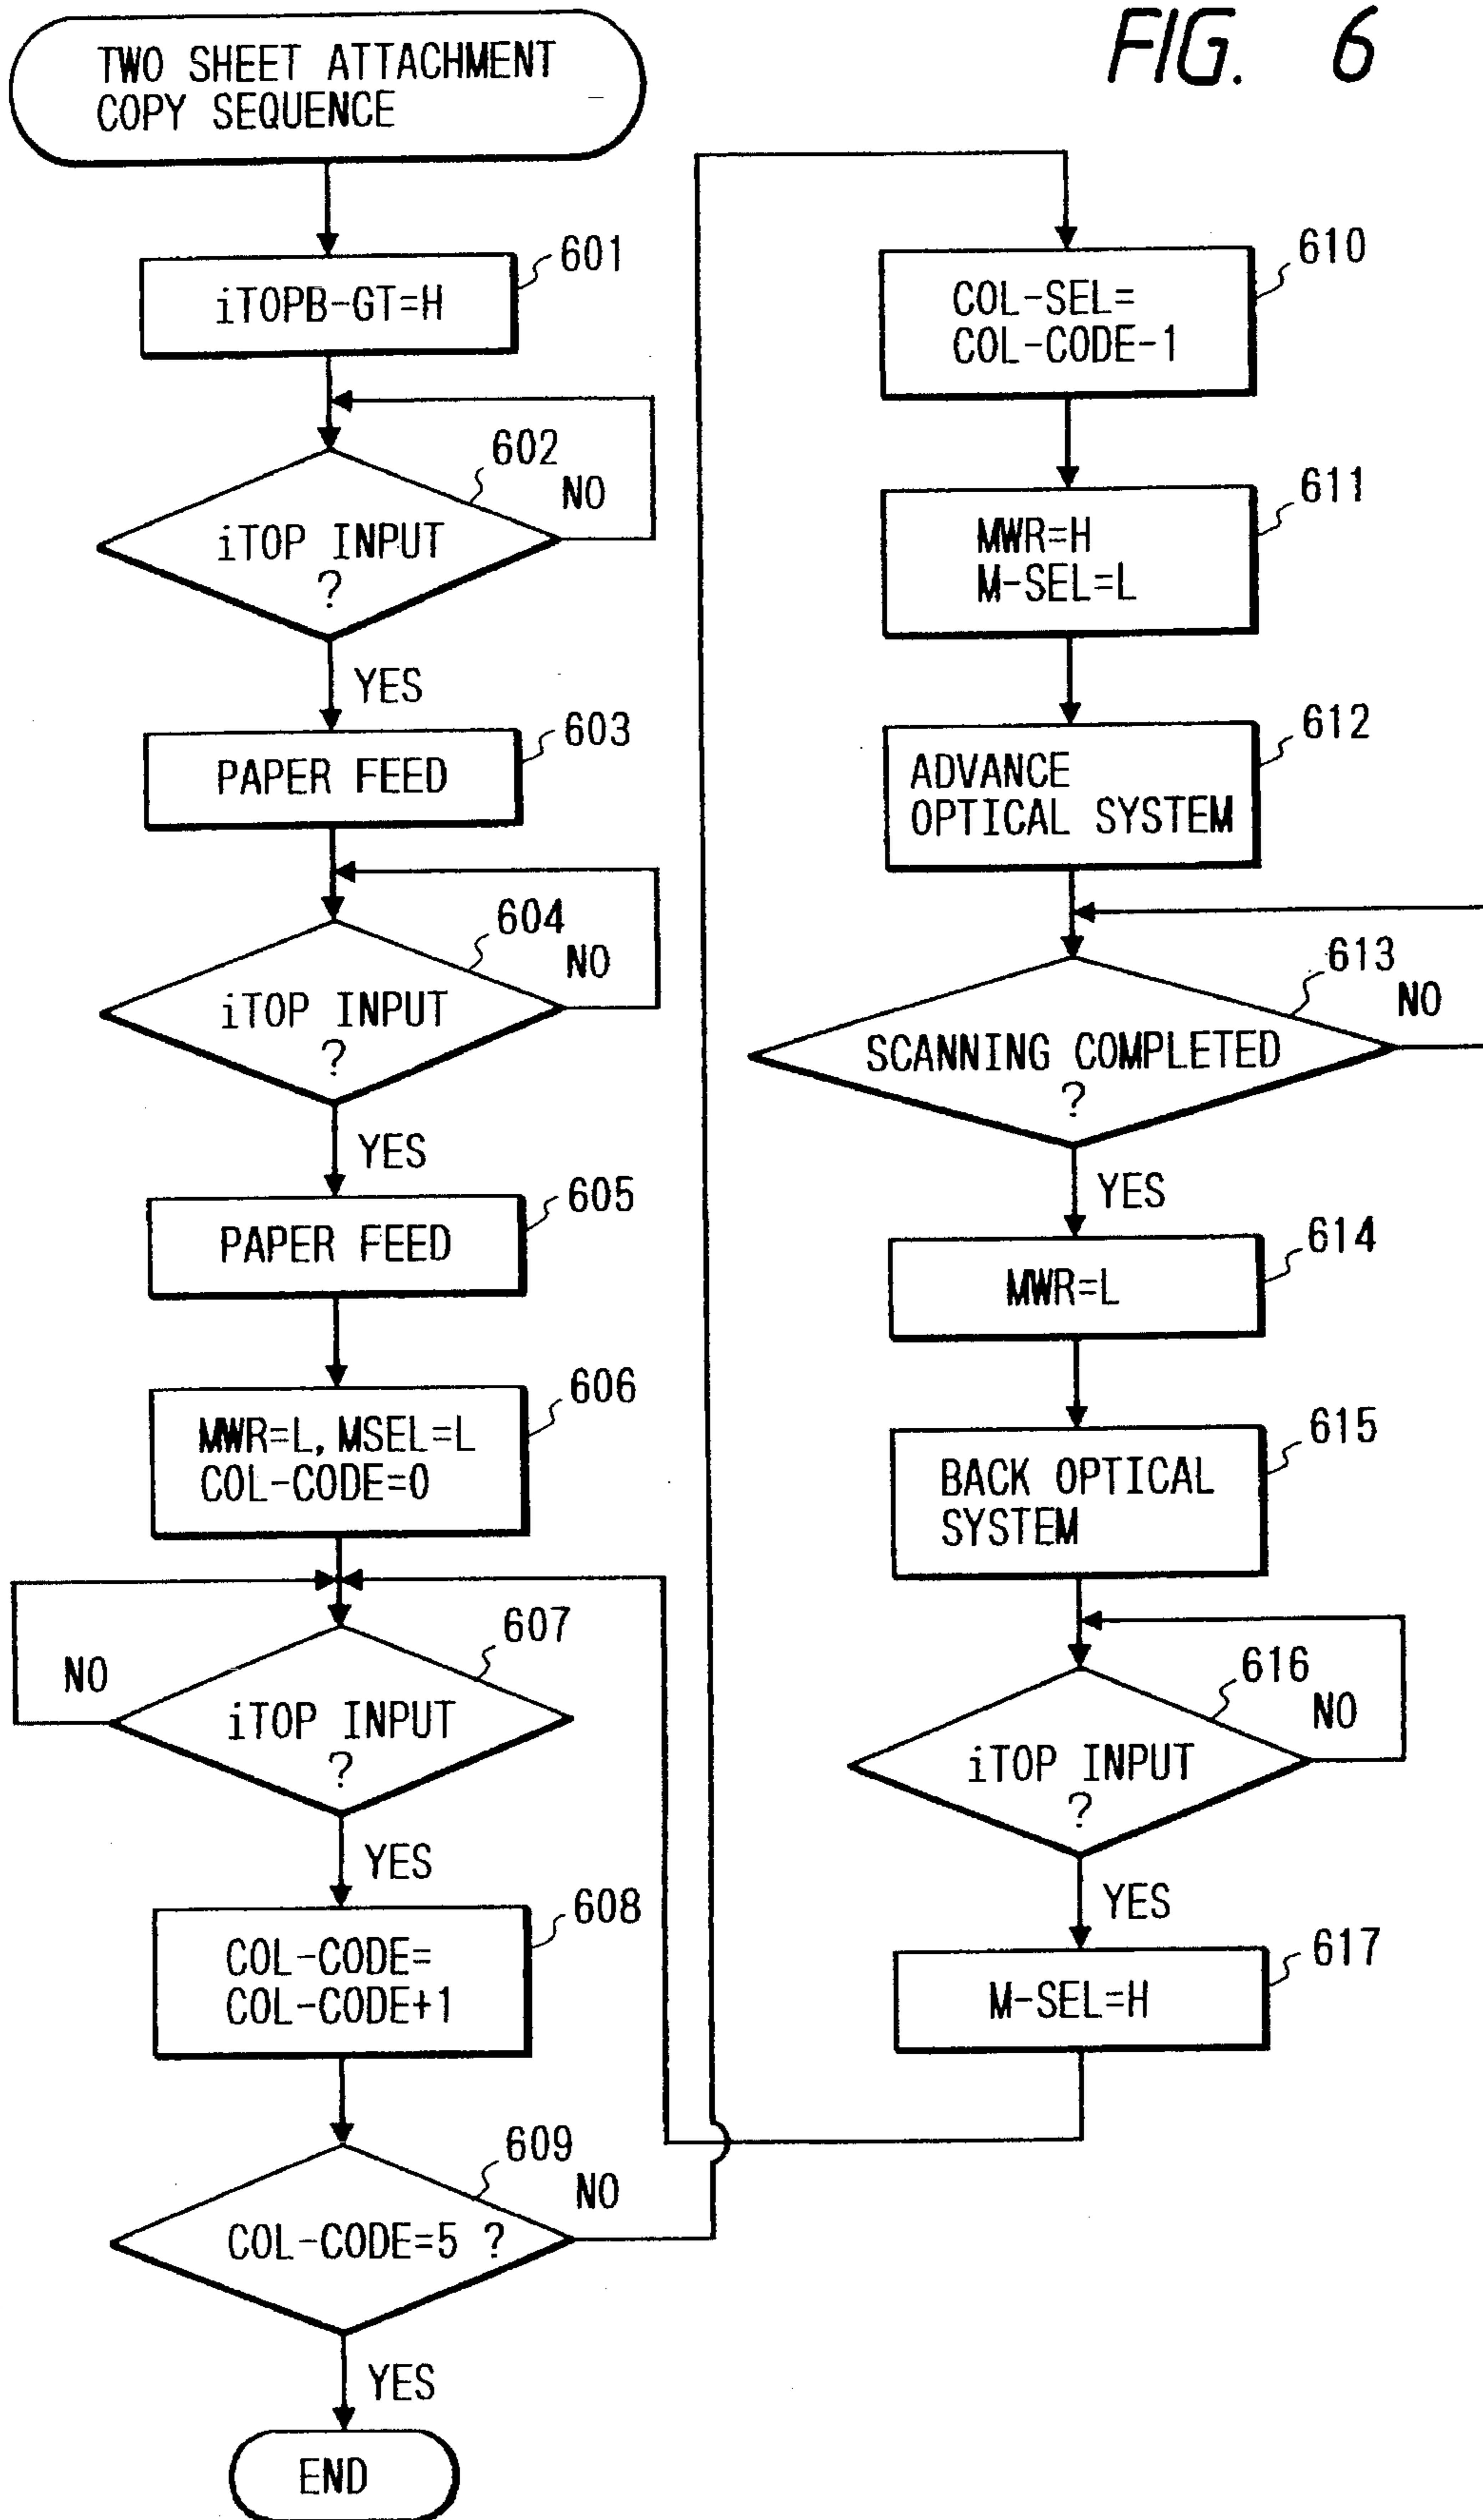 FIG. 6
TWO SHEET ATTACHMENT
COPY SEQUENCE
601
iTOPB-GT=H
602
NO
iTOP INPUT
?
YES
603
PAPER FEED
604
NO
iTOP INPUT
?
YES
605
PAPER FEED
606
MWR=L, MSEL=L
COL-CODE=0
607
NO
iTOP INPUT
?
YES
608
COL-CODE=
COL-CODE+1
609
NO
COL-CODE=5 ?
YES
END
610
COL-SEL=
COL-CODE-1
611
MWR=H
M-SEL=L
612
ADVANCE
OPTICAL SYSTEM
613
NO
SCANNING COMPLETED
?
YES
614
MWR=L
615
BACK OPTICAL
SYSTEM
616
NO
iTOP INPUT
?
YES
617
M-SEL=H